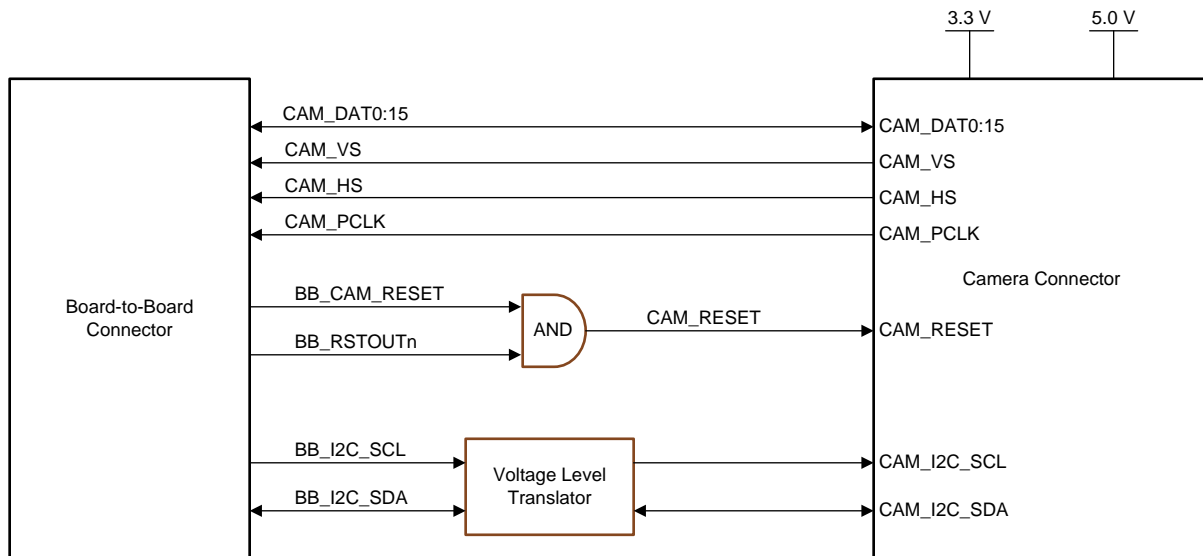 3.3 V
5.0 V
CAM_DAT0:15
CAM_DAT0:15
CAM_VS
CAM_VS
CAM_HS
CAM_HS
CAM_PCLK
CAM_PCLK
Camera Connector
Board-to-Board
Connector
BB_CAM_RESET
BB_RSTOUTn
AND
CAM_RESET
CAM_RESET
BB_I2C_SCL
BB_I2C_SDA
Voltage Level
Translator
CAM_I2C_SCL
CAM_I2C_SDA